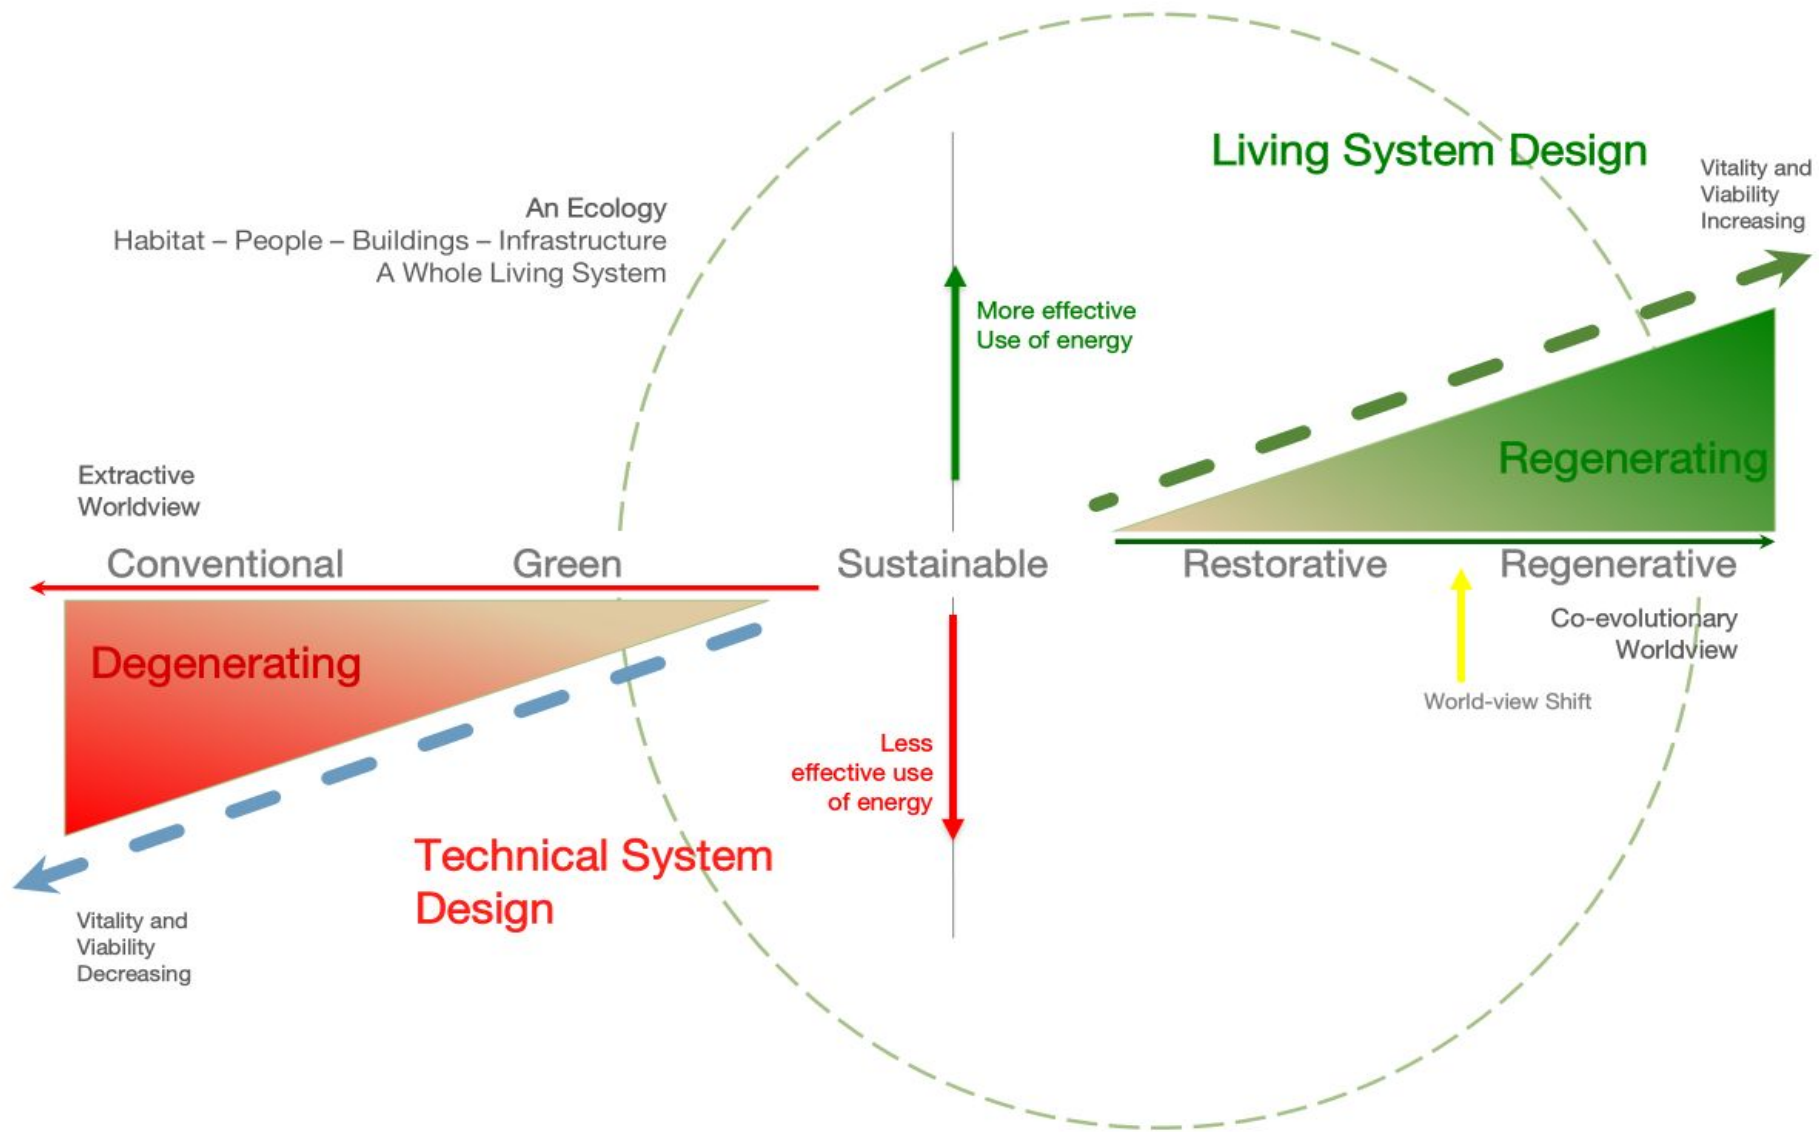 Living System Design
Vitality and
Viability
Increasing
An Ecology
Habitat – People – Buildings – Infrastructure
A Whole Living System
More effective
Use of energy
Regenerating
Extractive
Worldview
Conventional
Green
Sustainable
Restorative
Regenerative
Co-evolutionary
Worldview
World-view Shift
Degenerating
Less
effective use
of energy
Technical System
Design
Vitality and
Viability
Decreasing